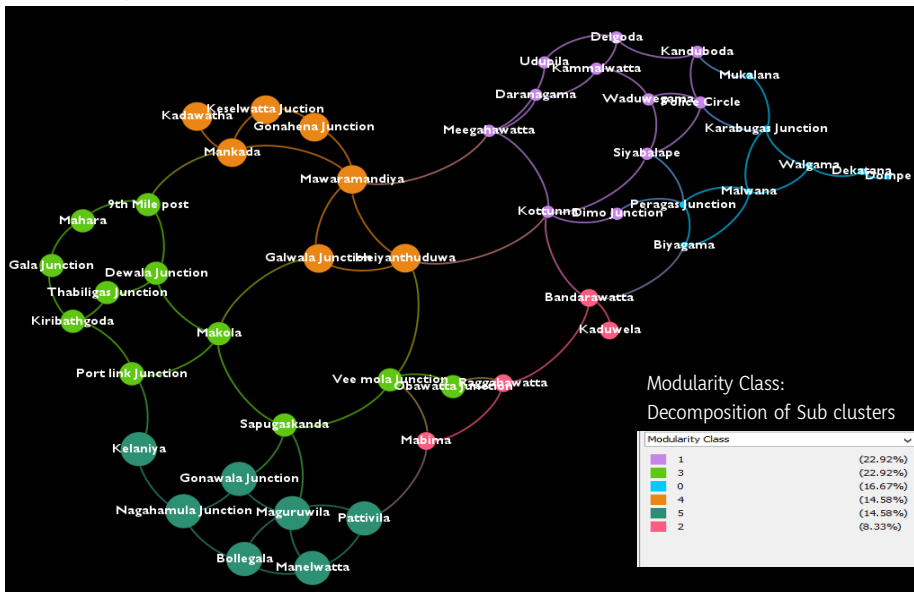 Delgoda
Kanduboda
Udupila
Kammalwatta
Mukalana
Daranagama
Waduwegama
Police Circle
Keselwatta Juction
Kadawatha
Gonahena Junction
Meegahawatta
Karabugas Junction
Mankada
Siyabalape
Walgama
Dekatana
Dompe
Mawaramandiya
Malwana
9th Mile post
Mahara
Kottunna
Dimo Junction
Peragas Junction
Biyagama
Gala Junction
Dewala Junction
Galwala Junction
Thabiligas Junction
Bandarawatta
Kiribathgoda
Makola
Kaduwela
Port link Junction
Vee mola Junction
Obawatta Junction
Raggahawatta
Modularity Class:
Decomposition of Sub clusters
Sapugaskanda
Mabima
Kelaniya
Gonawala Junction
Nagahamula Junction
Maguruwila
Pattivila
Bollegala
Manelwatta
Modularity Class
1 (22.92%)
3 (22.92%)
0 (16.67%)
4 (14.58%)
5 (14.58%)
2 (8.33%)